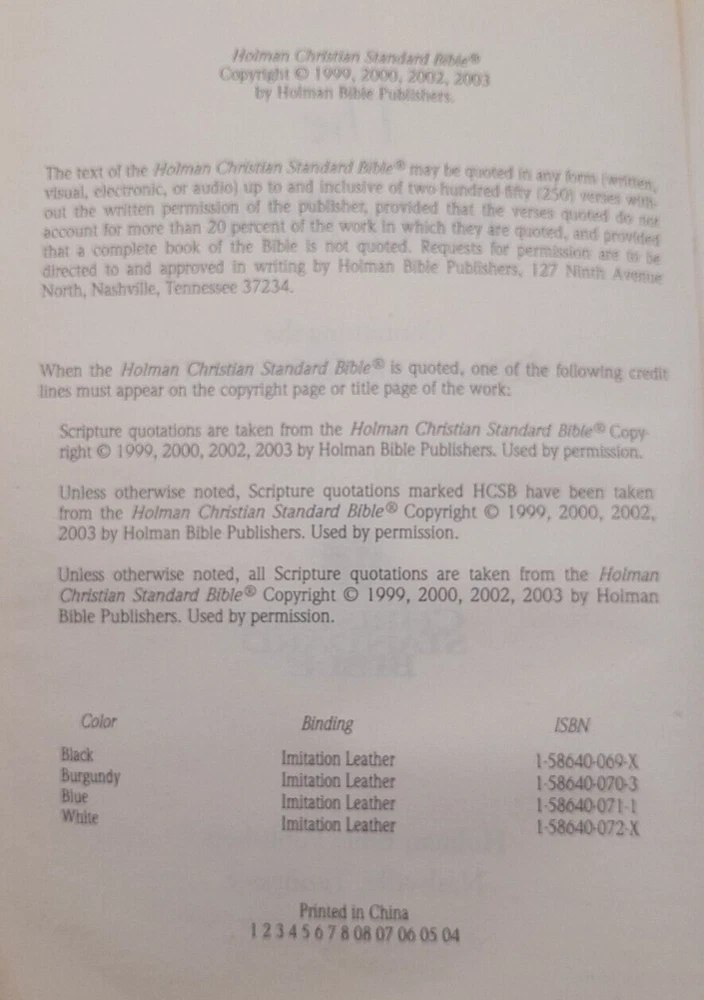 Holman Christian Standard Bible®
Copyright © 1999, 2000, 2002, 2003
by Holman Bible Publishers.
The text of the Holman Christian Standard Bible® may be quoted in any form (written,
visual, electronic, or audio) up to and inclusive of two hundred fifty (250) verses with-
out the written permission of the publisher, provided that the verses quoted do not
account for more than 20 percent of the work in which they are quoted, and provided
that a complete book of the Bible is not quoted. Requests for permission are to be
directed to and approved in writing by Holman Bible Publishers, 127 Ninth Avenue
North, Nashville, Tennessee 37234.
When the Holman Christian Standard Bible® is quoted, one of the following credit
lines must appear on the copyright page or title page of the work:
Scripture quotations are taken from the Holman Christian Standard Bible® Copy-
right © 1999, 2000, 2002, 2003 by Holman Bible Publishers. Used by permission.
Unless otherwise noted, Scripture quotations marked HCSB have been taken
from the Holman Christian Standard Bible® Copyright © 1999, 2000, 2002,
2003 by Holman Bible Publishers. Used by permission.
Unless otherwise noted, all Scripture quotations are taken from the Holman
Christian Standard Bible® Copyright © 1999, 2000, 2002, 2003 by Holman
Bible Publishers. Used by permission.
Color Binding ISBN
Black Imitation Leather 1-58640-069-X
Burgundy Imitation Leather 1-58640-070-3
Blue Imitation Leather 1-58640-071-1
White Imitation Leather 1-58640-072-X
Printed in China
1 2 3 4 5 6 7 8 08 07 06 05 04